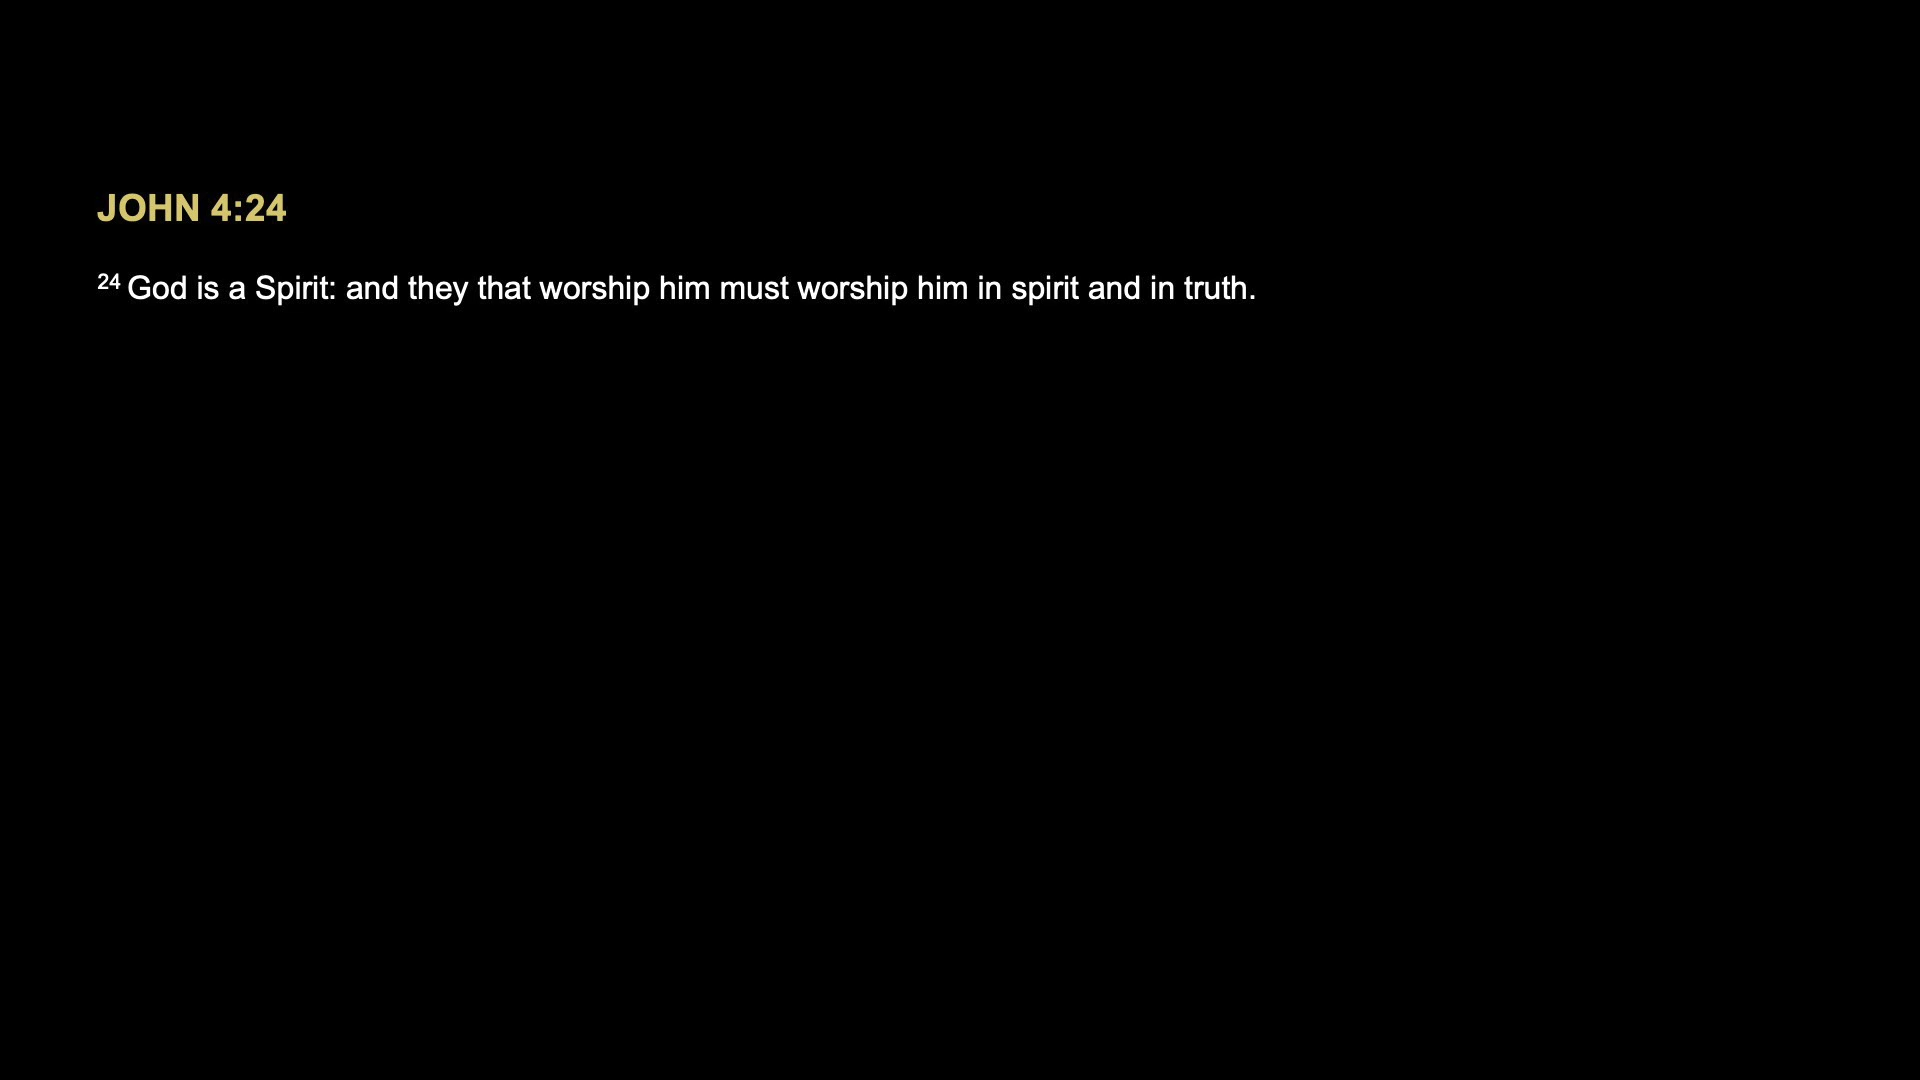 JOHN 4:24
24 God is a Spirit: and they that worship him must worship him in spirit and in truth.